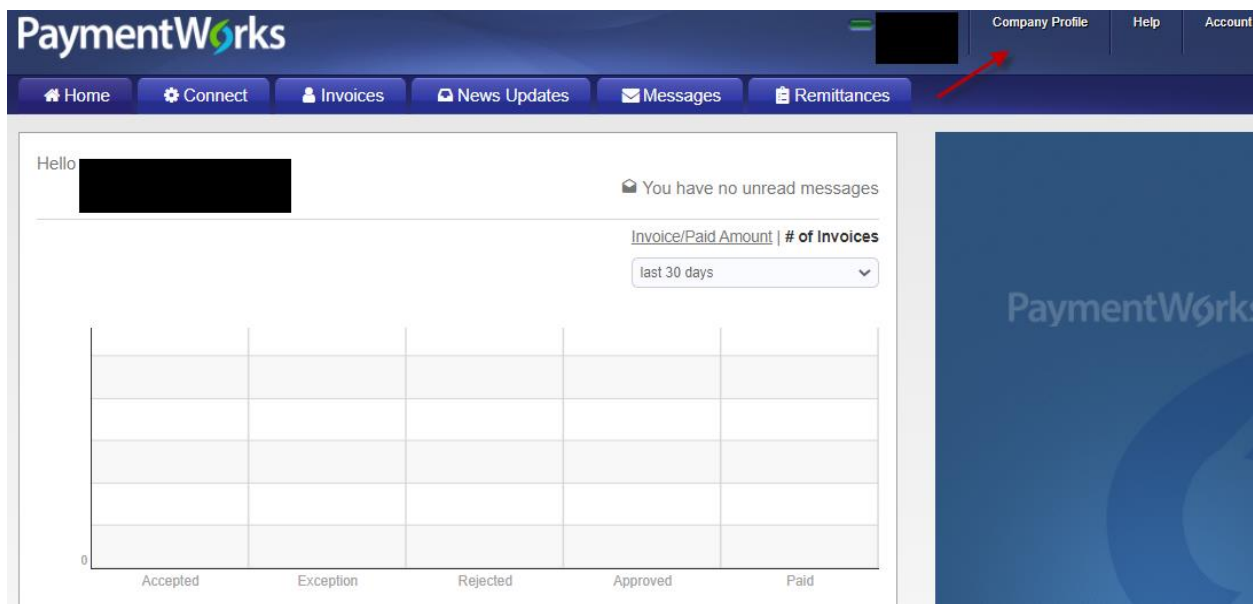 PaymentWorks
Company Profile
Help
Account
Home
Connect
Invoices
News Updates
Messages
Remittances
Hello
You have no unread messages
Invoice/Paid Amount | # of Invoices
last 30 days
PaymentWorks
0
Accepted
Exception
Rejected
Approved
Paid